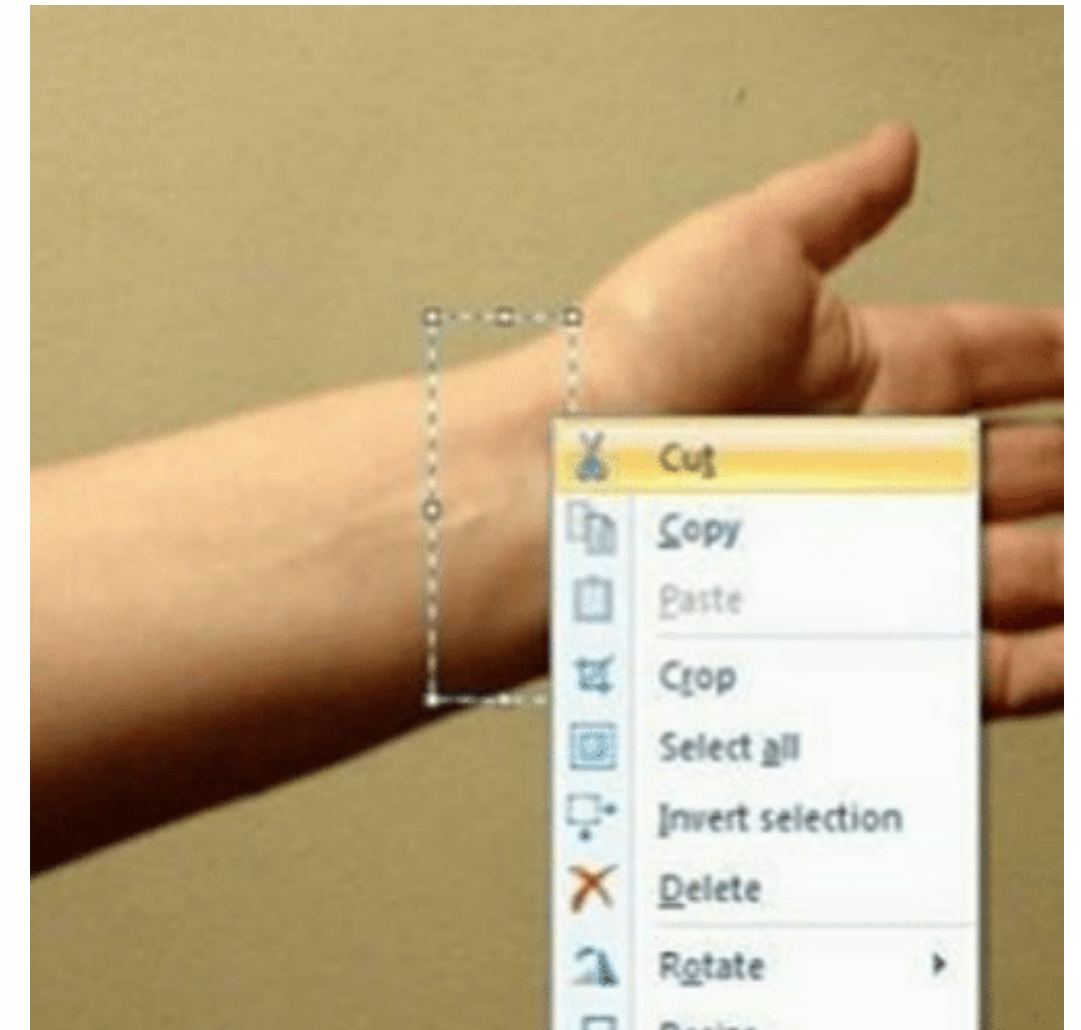 Cut
Copy
Paste
Crop
Select all
Invert selection
Delete
Rotate